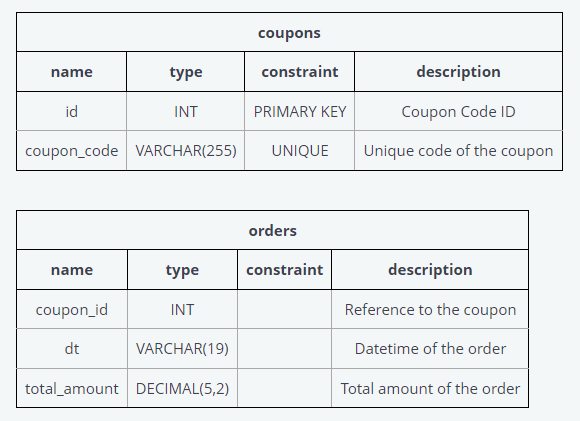 coupons
name type constraint description
id INT PRIMARY KEY Coupon Code ID
coupon_code VARCHAR(255) UNIQUE Unique code of the coupon
orders
name type constraint description
coupon_id INT Reference to the coupon
dt VARCHAR(19) Datetime of the order
total_amount DECIMAL(5,2) Total amount of the order